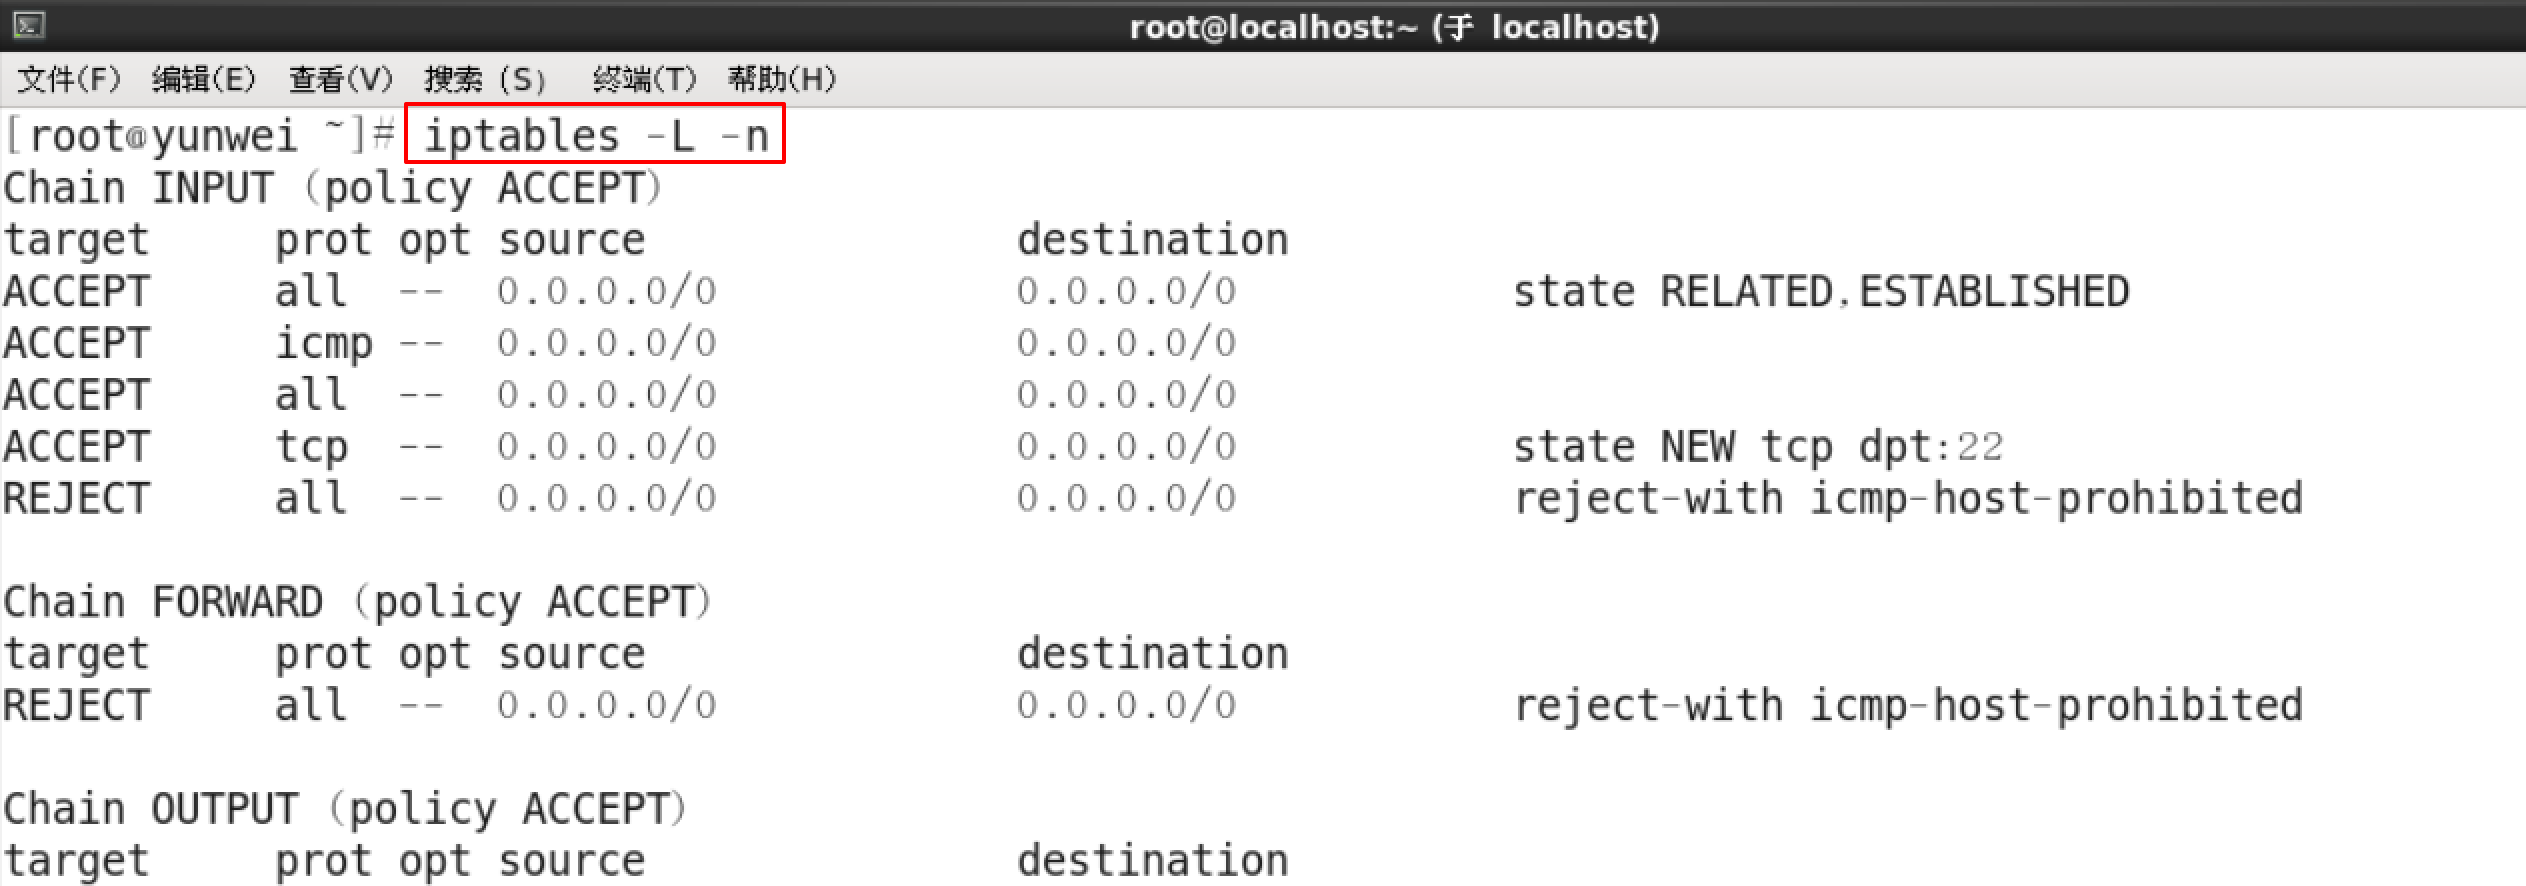 root@localhost:~ (于 localhost)
文件(F) 编辑(E) 查看(V) 搜索 (S) 终端(T) 帮助(H)
[root@yunwei ~]# iptables -L -n
Chain INPUT (policy ACCEPT)
target     prot opt source               destination
ACCEPT     all  --  0.0.0.0/0            0.0.0.0/0           state RELATED,ESTABLISHED
ACCEPT     icmp --  0.0.0.0/0            0.0.0.0/0
ACCEPT     all  --  0.0.0.0/0            0.0.0.0/0
ACCEPT     tcp  --  0.0.0.0/0            0.0.0.0/0           state NEW tcp dpt:22
REJECT     all  --  0.0.0.0/0            0.0.0.0/0           reject-with icmp-host-prohibited
Chain FORWARD (policy ACCEPT)
target     prot opt source               destination
REJECT     all  --  0.0.0.0/0            0.0.0.0/0           reject-with icmp-host-prohibited
Chain OUTPUT (policy ACCEPT)
target     prot opt source               destination